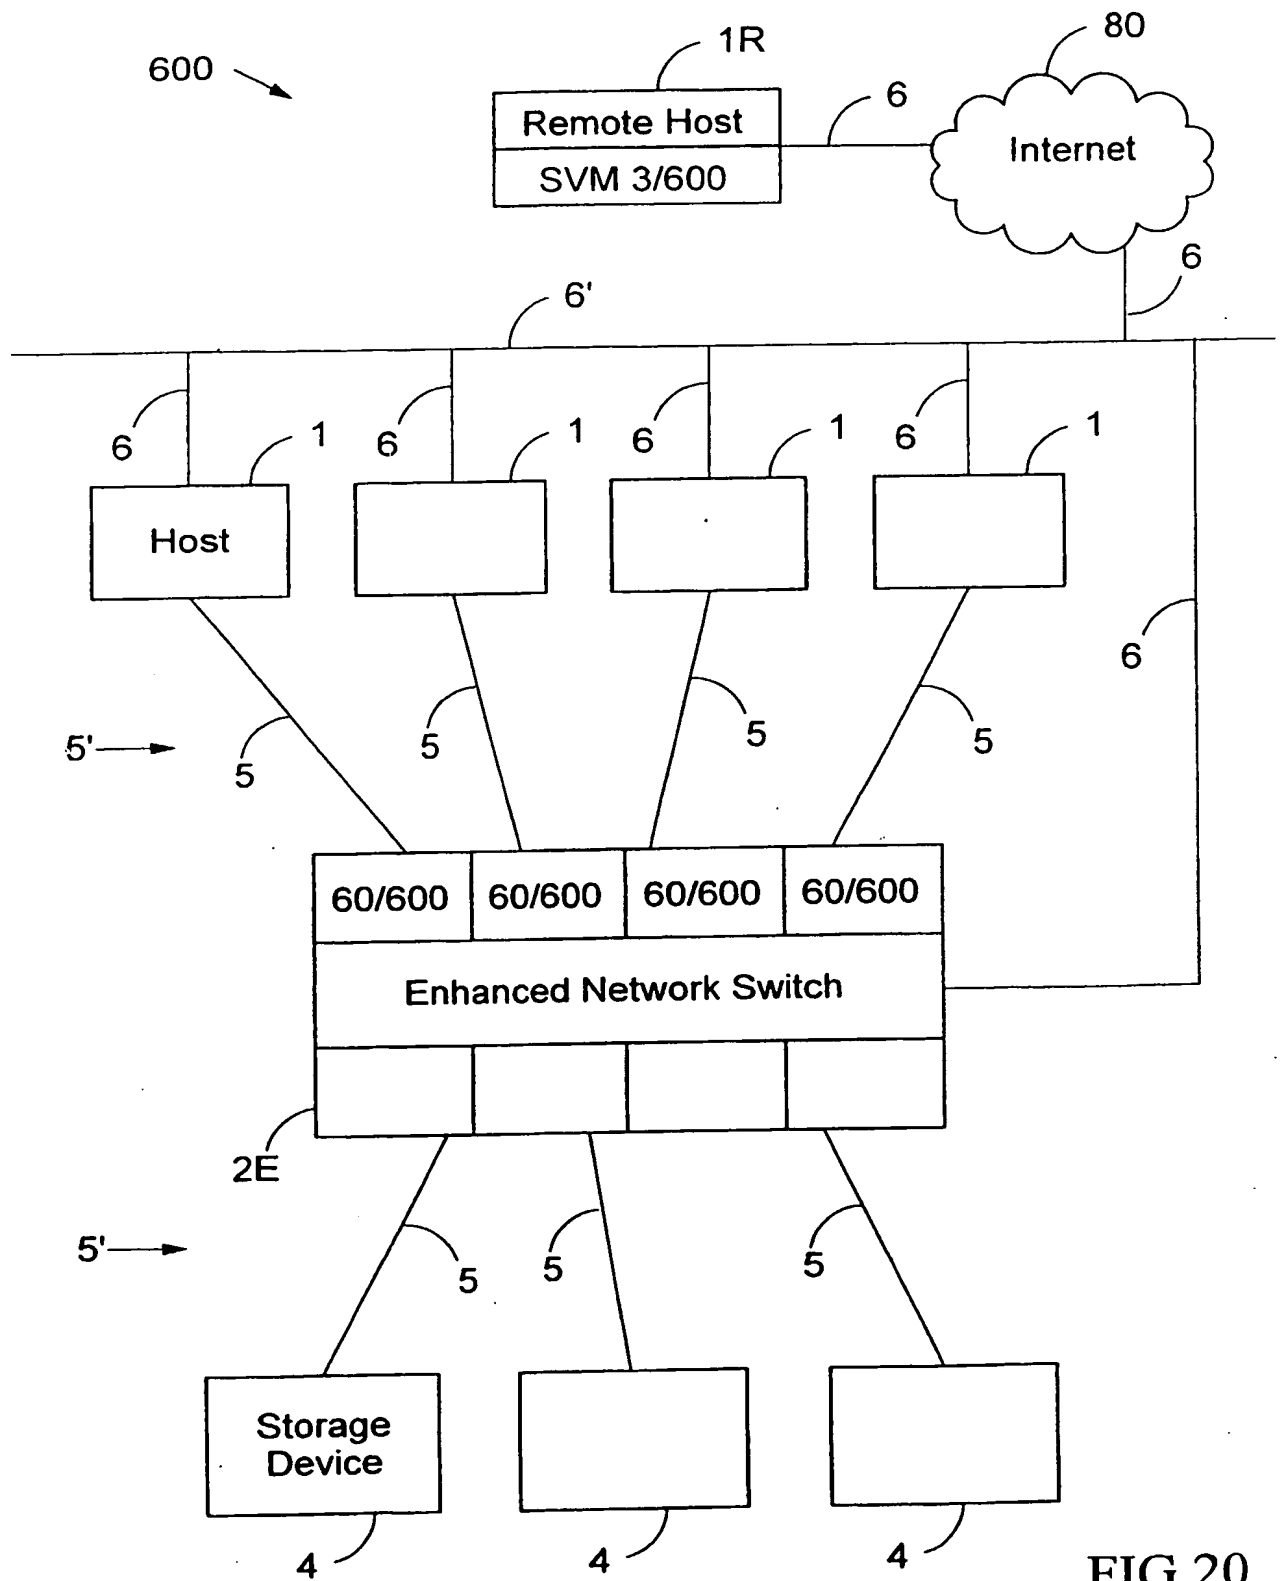 80
1R
600
6
Remote Host
Internet
SVM 3/600
6
6'
6 6 6 6
1 1 1 1
Host
6
5'
5 5 5 5
60/600 60/600 60/600 60/600
Enhanced Network Switch
2E
5'
5 5 5
Storage
Device
4 4 4
FIG 20